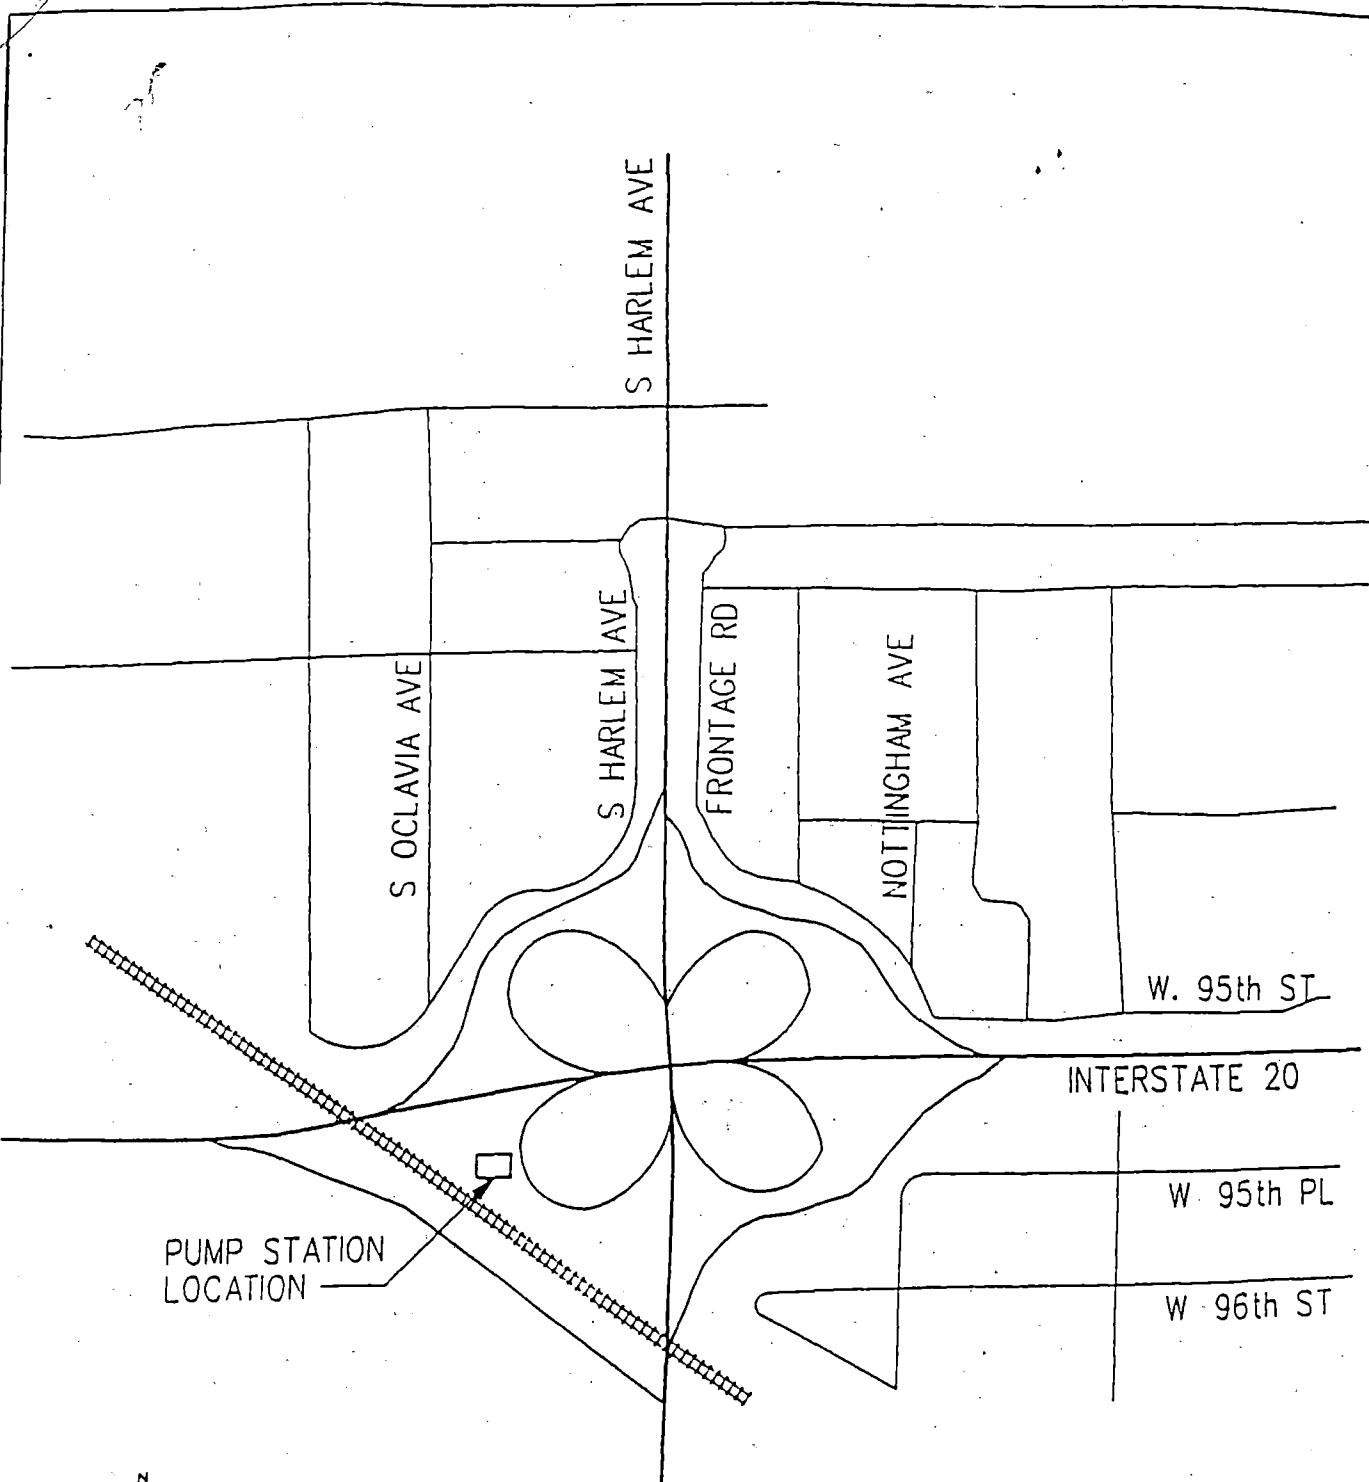 S HARLEM AVE
S HARLEM AVE
FRONTAGE RD
NOTTINGHAM AVE
S OCLAVIA AVE
W. 95th ST
INTERSTATE 20
W 95th PL
PUMP STATION
LOCATION
W 96th ST
N